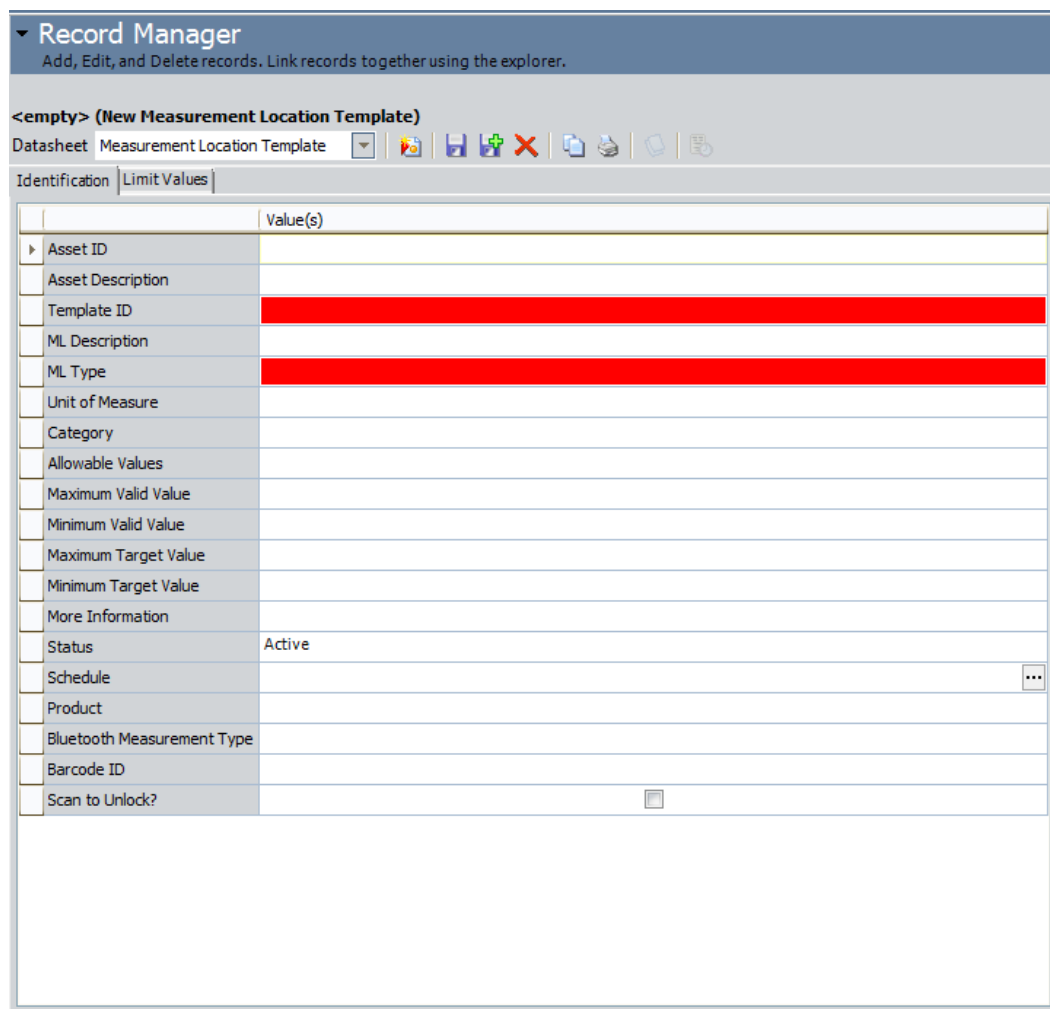 Record Manager
Add, Edit, and Delete records. Link records together using the explorer.
<empty> (New Measurement Location Template)
Datasheet Measurement Location Template
Identification Limit Values
Value(s)
Asset ID
Asset Description
Template ID
ML Description
ML Type
Unit of Measure
Category
Allowable Values
Maximum Valid Value
Minimum Valid Value
Maximum Target Value
Minimum Target Value
More Information
Status Active
Schedule ...
Product
Bluetooth Measurement Type
Barcode ID
Scan to Unlock?